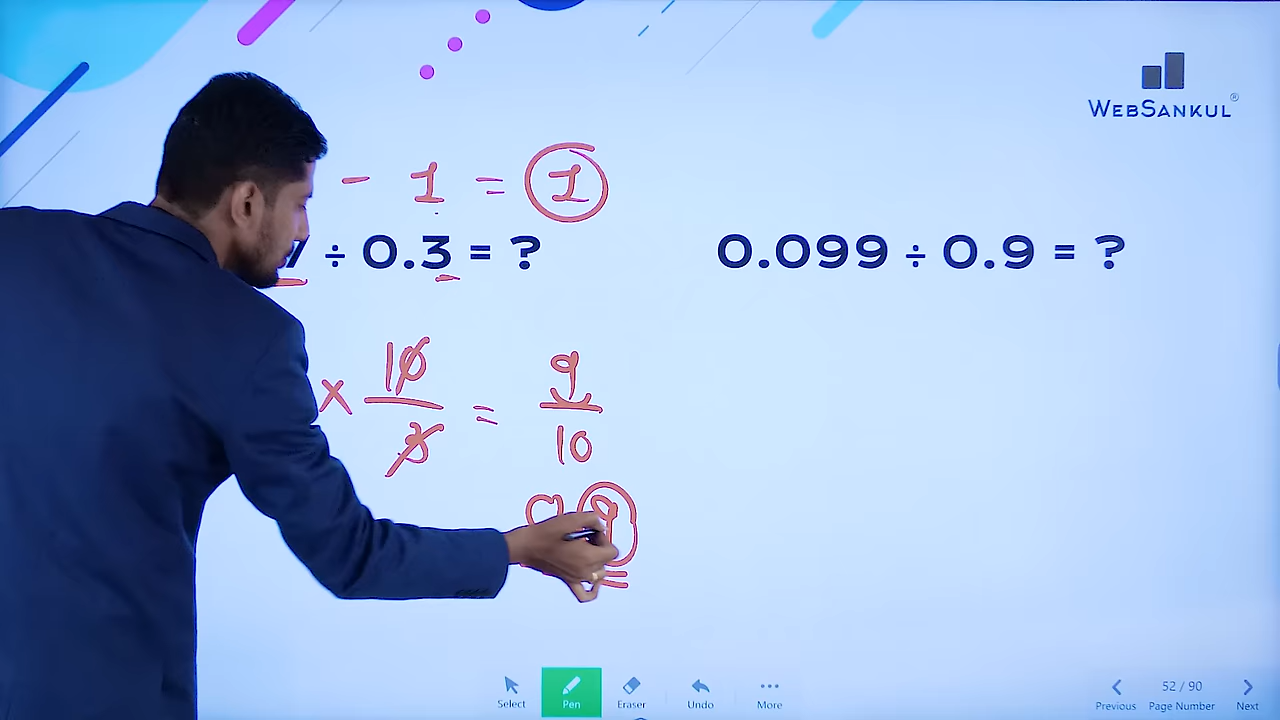 WEBSANKUL®
- 1 = 1
÷ 0.3 = ?
0.099 ÷ 0.9 = ?
× 10/3 = 9/10
Select
Pen
Eraser
Undo
More
Previous
52 / 90
Page Number
Next